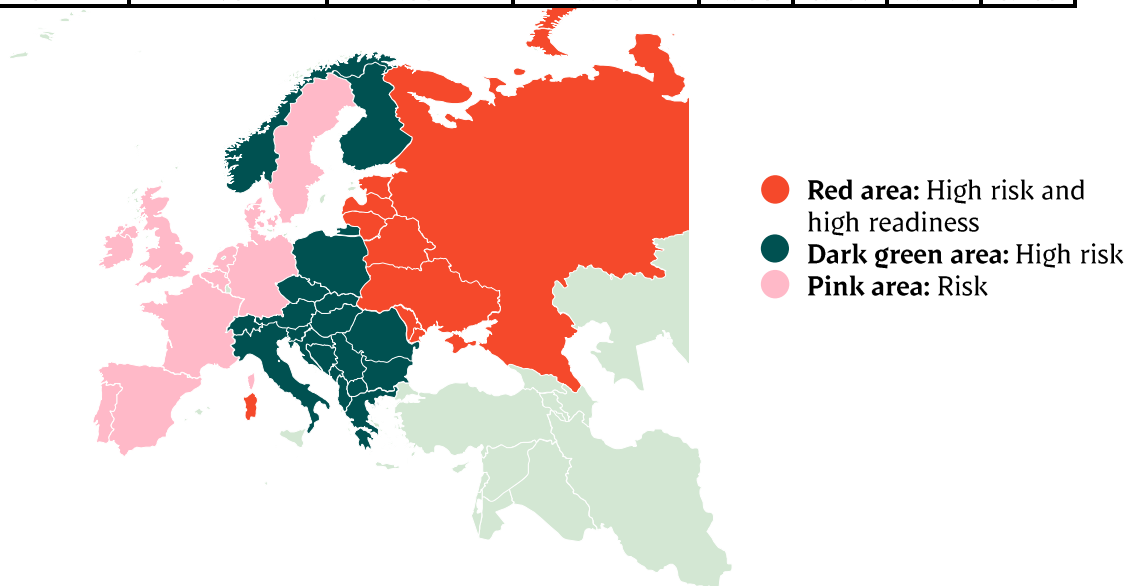 Red area: High risk and
high readiness
Dark green area: High risk
Pink area: Risk